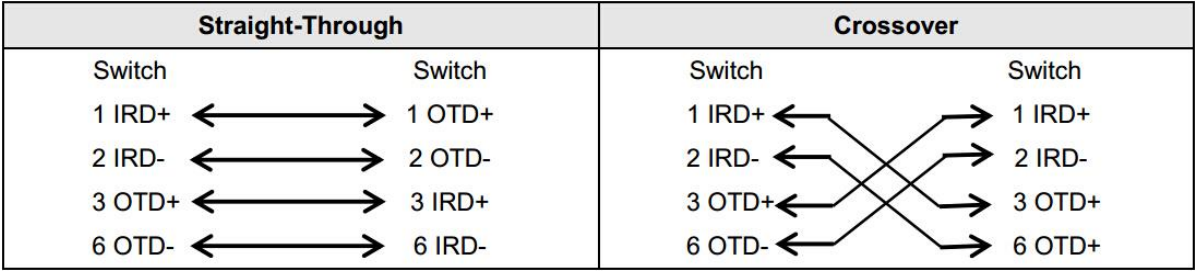 Straight-Through Crossover
Switch Switch Switch Switch
1 IRD+ 1 OTD+ 1 IRD+ 1 IRD+
2 IRD- 2 OTD- 2 IRD- 2 IRD-
3 OTD+ 3 IRD+ 3 OTD+ 3 OTD+
6 OTD- 6 IRD- 6 OTD- 6 OTD+